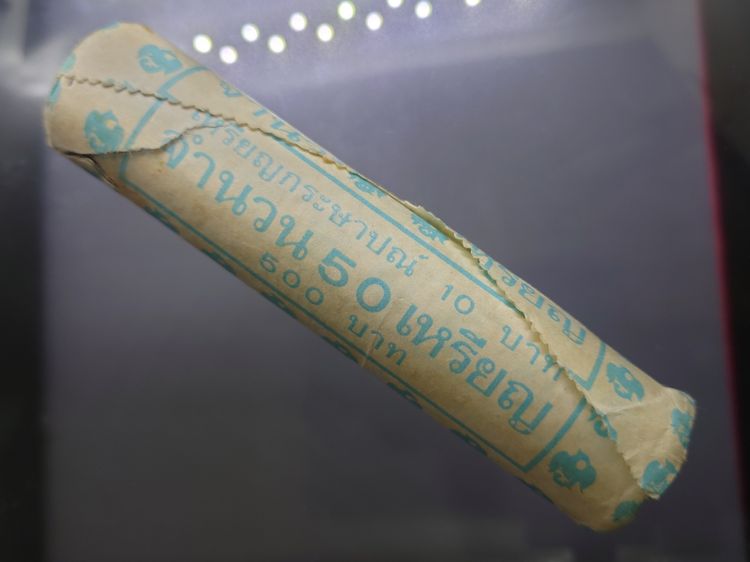 เหรียญกระษาปณ์ 10 บาท
จำนวน 50 เหรียญ
500 บาท